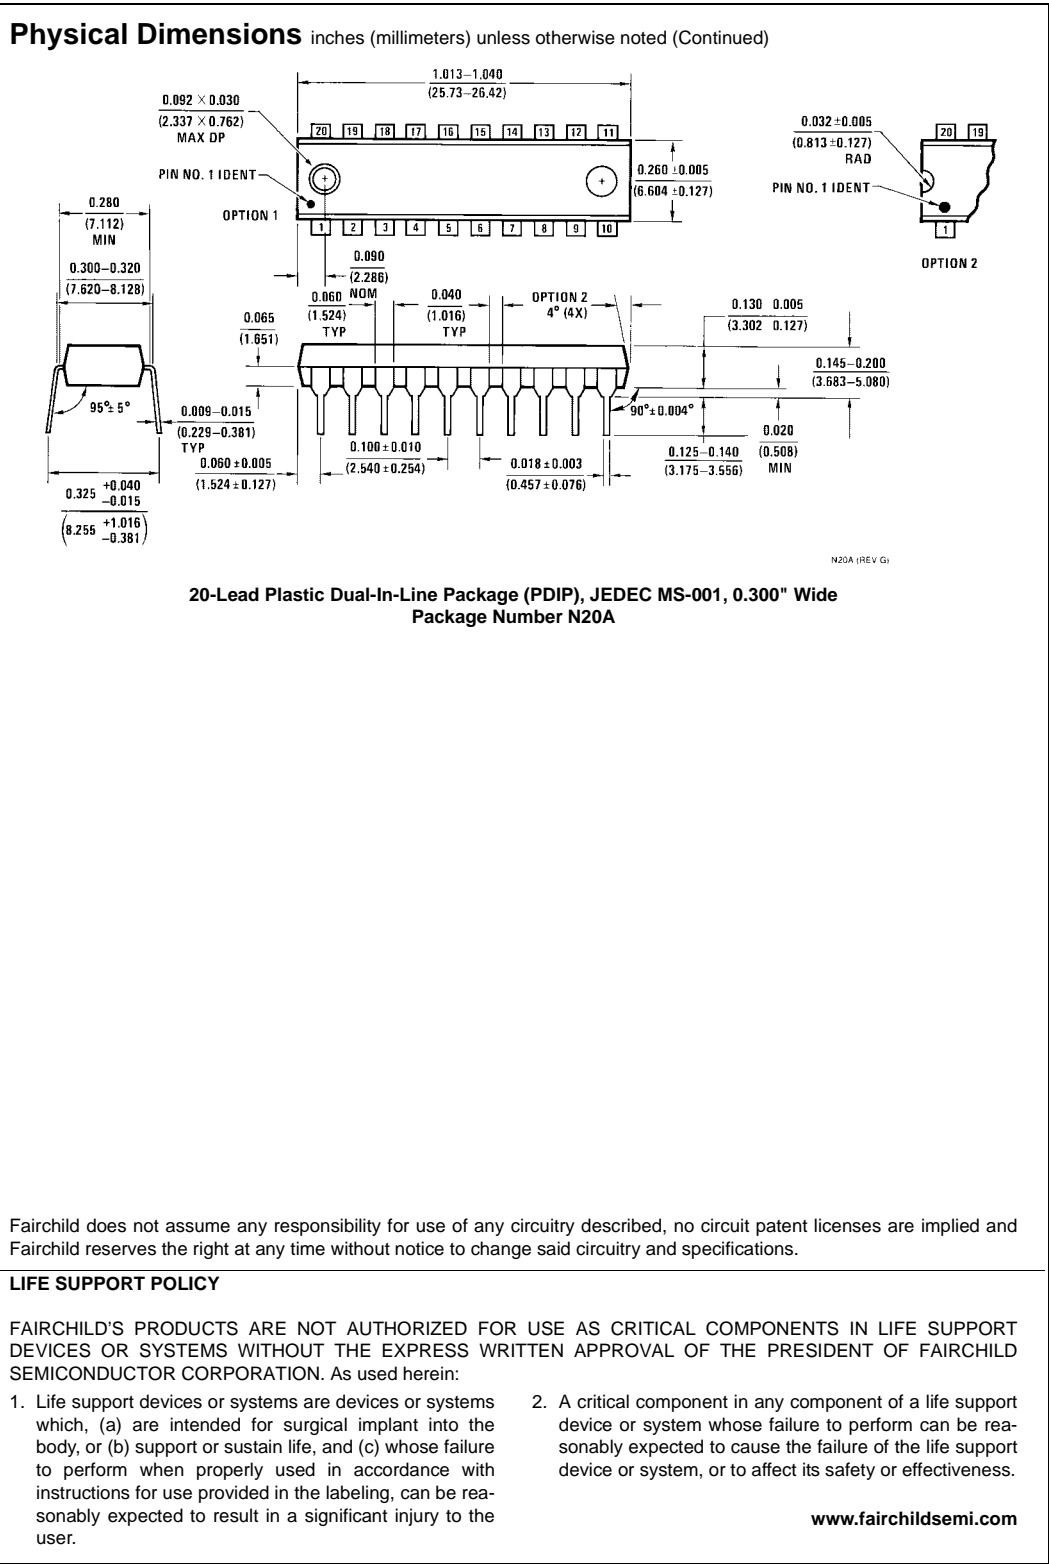 Physical Dimensions inches (millimeters) unless otherwise noted (Continued)
1.013–1.040
(25.73–26.42)
0.092 × 0.030
(2.337 × 0.762)
MAX DP
20 19 18 17 16 15 14 13 12 11
0.032 ±0.005
(0.813 ±0.127)
RAD
20 19
PIN NO. 1 IDENT
0.260 ±0.005
(6.604 ±0.127)
PIN NO. 1 IDENT
OPTION 1
1 2 3 4 5 6 7 8 9 10
1
OPTION 2
0.280
(7.112)
MIN
0.090
(2.286)
NOM
0.300–0.320
(7.620–8.128)
0.060
(1.524)
TYP
0.040
(1.016)
TYP
OPTION 2
4° (4X)
0.130 0.005
(3.302 0.127)
0.065
(1.651)
0.145–0.200
(3.683–5.080)
95°± 5°
0.009–0.015
(0.229–0.381)
TYP
90°± 0.004°
0.020
(0.508)
MIN
0.100 ± 0.010
(2.540 ± 0.254)
0.125–0.140
(3.175–3.556)
0.060 ±0.005
(1.524 ± 0.127)
0.018 ± 0.003
(0.457 ± 0.076)
0.325 +0.040
–0.015
(8.255 +1.016
–0.381)
N20A (REV G)
20-Lead Plastic Dual-In-Line Package (PDIP), JEDEC MS-001, 0.300" Wide
Package Number N20A
Fairchild does not assume any responsibility for use of any circuitry described, no circuit patent licenses are implied and
Fairchild reserves the right at any time without notice to change said circuitry and specifications.
LIFE SUPPORT POLICY
FAIRCHILD'S PRODUCTS ARE NOT AUTHORIZED FOR USE AS CRITICAL COMPONENTS IN LIFE SUPPORT
DEVICES OR SYSTEMS WITHOUT THE EXPRESS WRITTEN APPROVAL OF THE PRESIDENT OF FAIRCHILD
SEMICONDUCTOR CORPORATION. As used herein:
1. Life support devices or systems are devices or systems
which, (a) are intended for surgical implant into the
body, or (b) support or sustain life, and (c) whose failure
to perform when properly used in accordance with
instructions for use provided in the labeling, can be rea-
sonably expected to result in a significant injury to the
user.
2. A critical component in any component of a life support
device or system whose failure to perform can be rea-
sonably expected to cause the failure of the life support
device or system, or to affect its safety or effectiveness.
www.fairchildsemi.com